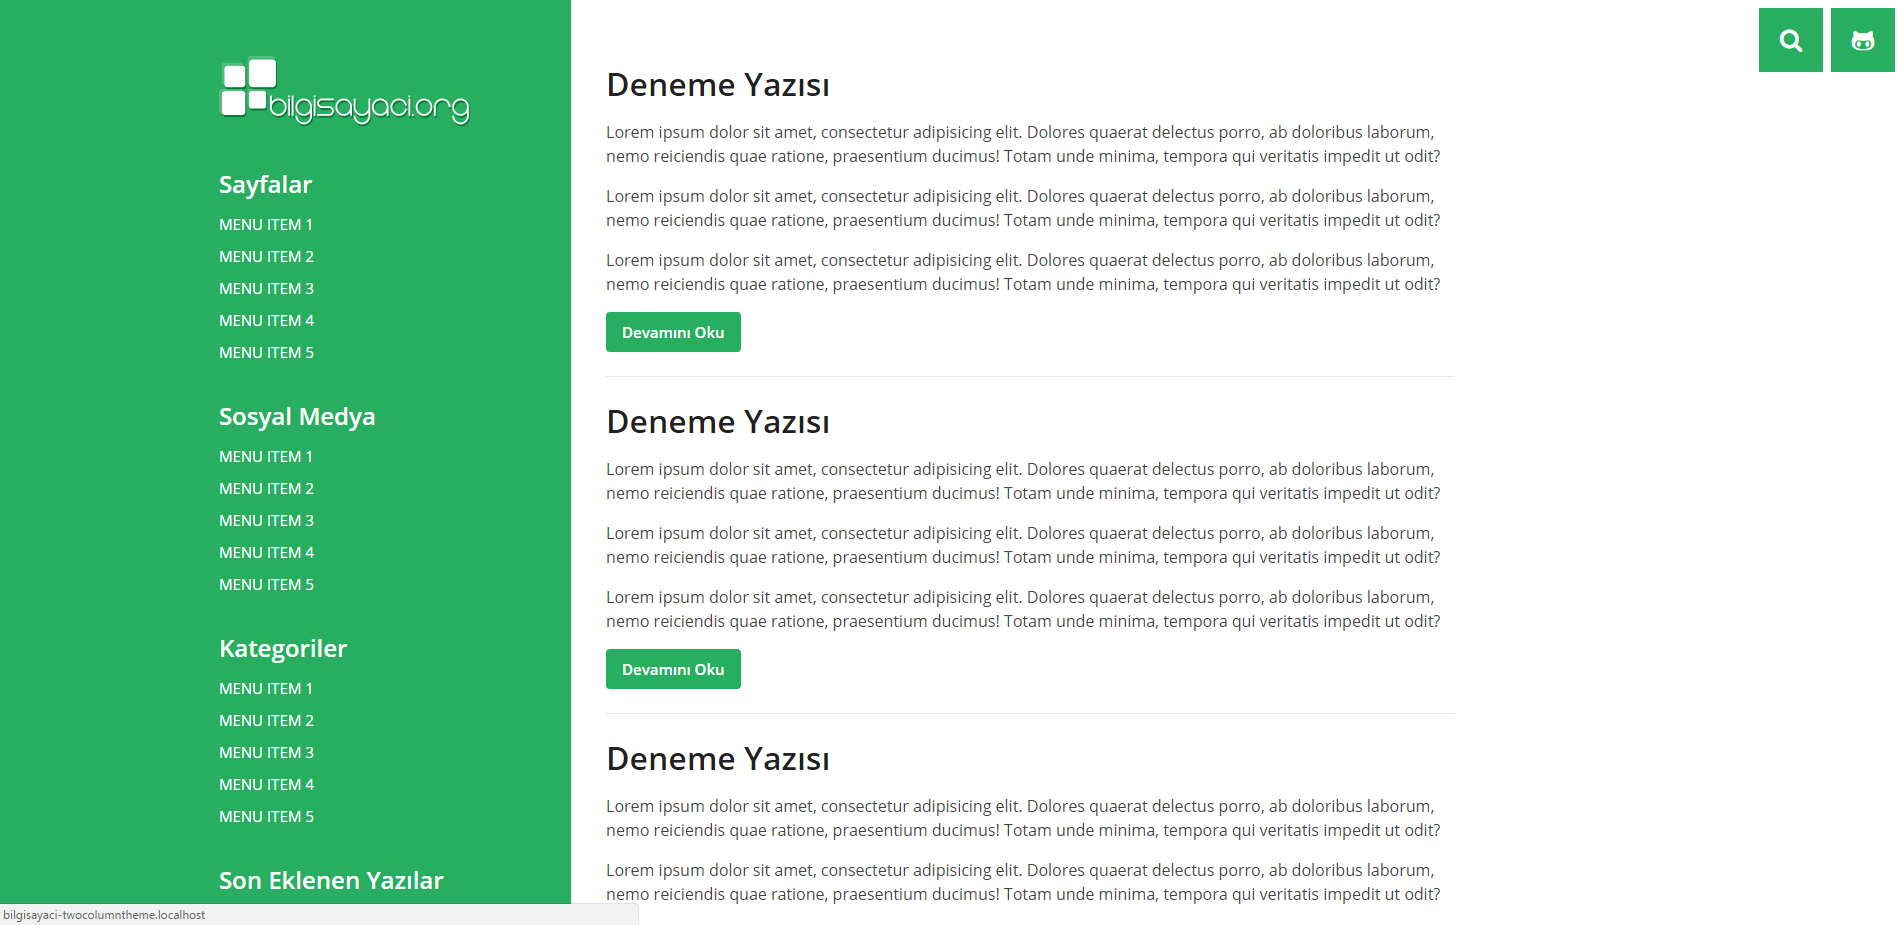 bilgisayaci.org
Sayfalar
MENU ITEM 1
MENU ITEM 2
MENU ITEM 3
MENU ITEM 4
MENU ITEM 5
Sosyal Medya
MENU ITEM 1
MENU ITEM 2
MENU ITEM 3
MENU ITEM 4
MENU ITEM 5
Kategoriler
MENU ITEM 1
MENU ITEM 2
MENU ITEM 3
MENU ITEM 4
MENU ITEM 5
Son Eklenen Yazılar
Deneme Yazısı
Lorem ipsum dolor sit amet, consectetur adipisicing elit. Dolores quaerat delectus porro, ab doloribus laborum,
nemo reiciendis quae ratione, praesentium ducimus! Totam unde minima, tempora qui veritatis impedit ut odit?
Lorem ipsum dolor sit amet, consectetur adipisicing elit. Dolores quaerat delectus porro, ab doloribus laborum,
nemo reiciendis quae ratione, praesentium ducimus! Totam unde minima, tempora qui veritatis impedit ut odit?
Lorem ipsum dolor sit amet, consectetur adipisicing elit. Dolores quaerat delectus porro, ab doloribus laborum,
nemo reiciendis quae ratione, praesentium ducimus! Totam unde minima, tempora qui veritatis impedit ut odit?
Devamını Oku
Deneme Yazısı
Lorem ipsum dolor sit amet, consectetur adipisicing elit. Dolores quaerat delectus porro, ab doloribus laborum,
nemo reiciendis quae ratione, praesentium ducimus! Totam unde minima, tempora qui veritatis impedit ut odit?
Lorem ipsum dolor sit amet, consectetur adipisicing elit. Dolores quaerat delectus porro, ab doloribus laborum,
nemo reiciendis quae ratione, praesentium ducimus! Totam unde minima, tempora qui veritatis impedit ut odit?
Lorem ipsum dolor sit amet, consectetur adipisicing elit. Dolores quaerat delectus porro, ab doloribus laborum,
nemo reiciendis quae ratione, praesentium ducimus! Totam unde minima, tempora qui veritatis impedit ut odit?
Devamını Oku
Deneme Yazısı
Lorem ipsum dolor sit amet, consectetur adipisicing elit. Dolores quaerat delectus porro, ab doloribus laborum,
nemo reiciendis quae ratione, praesentium ducimus! Totam unde minima, tempora qui veritatis impedit ut odit?
Lorem ipsum dolor sit amet, consectetur adipisicing elit. Dolores quaerat delectus porro, ab doloribus laborum,
nemo reiciendis quae ratione, praesentium ducimus! Totam unde minima, tempora qui veritatis impedit ut odit?
bilgisayaci-twocolumntheme.localhost